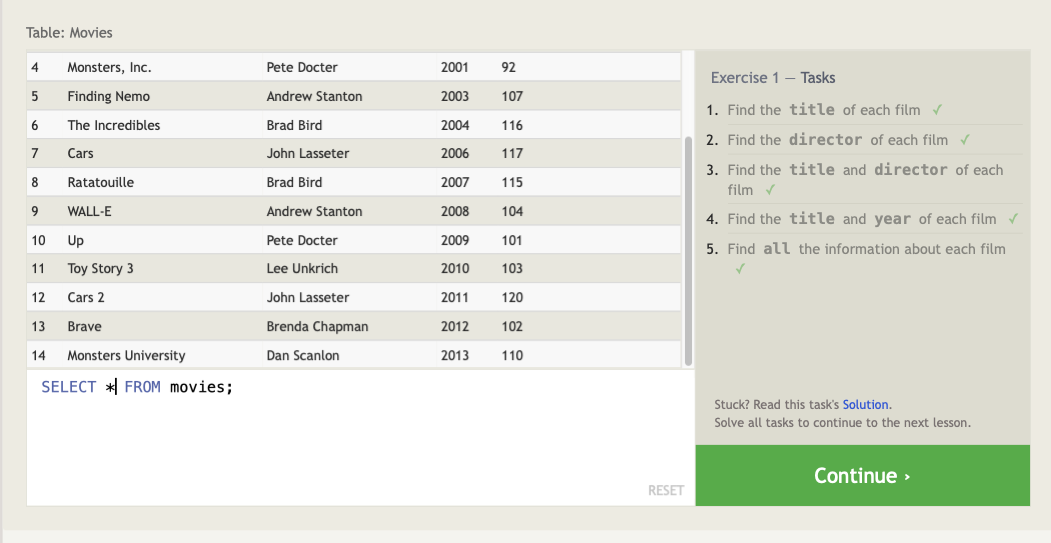 Table: Movies
4 Monsters, Inc. Pete Docter 2001 92
5 Finding Nemo Andrew Stanton 2003 107
6 The Incredibles Brad Bird 2004 116
7 Cars John Lasseter 2006 117
8 Ratatouille Brad Bird 2007 115
9 WALL-E Andrew Stanton 2008 104
10 Up Pete Docter 2009 101
11 Toy Story 3 Lee Unkrich 2010 103
12 Cars 2 John Lasseter 2011 120
13 Brave Brenda Chapman 2012 102
14 Monsters University Dan Scanlon 2013 110
SELECT * FROM movies;
RESET
Exercise 1 — Tasks
1. Find the title of each film ✓
2. Find the director of each film ✓
3. Find the title and director of each
film ✓
4. Find the title and year of each film ✓
5. Find all the information about each film
✓
Stuck? Read this task's Solution.
Solve all tasks to continue to the next lesson.
Continue ›